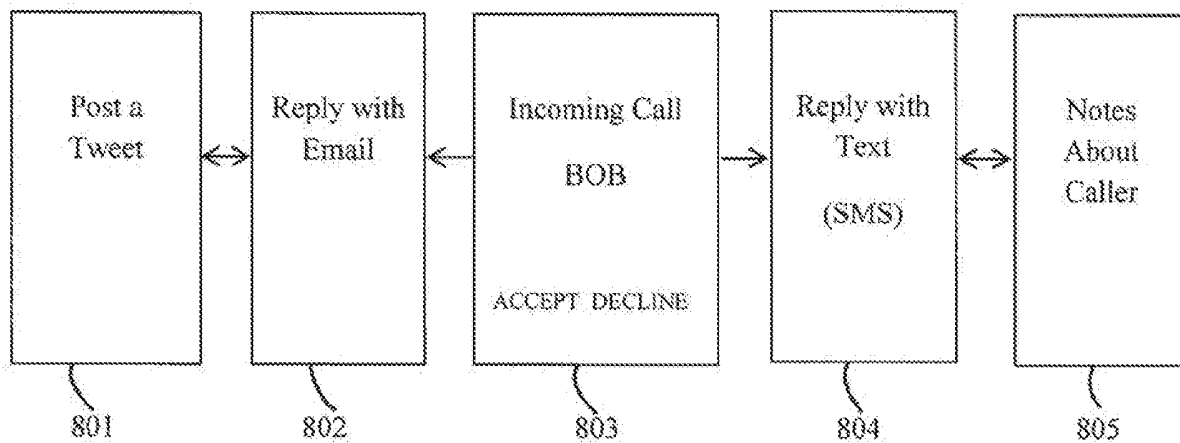 Post a
Tweet
Reply with
Email
Incoming Call
BOB
ACCEPT DECLINE
Reply with
Text
(SMS)
Notes
About
Caller
801
802
803
804
805